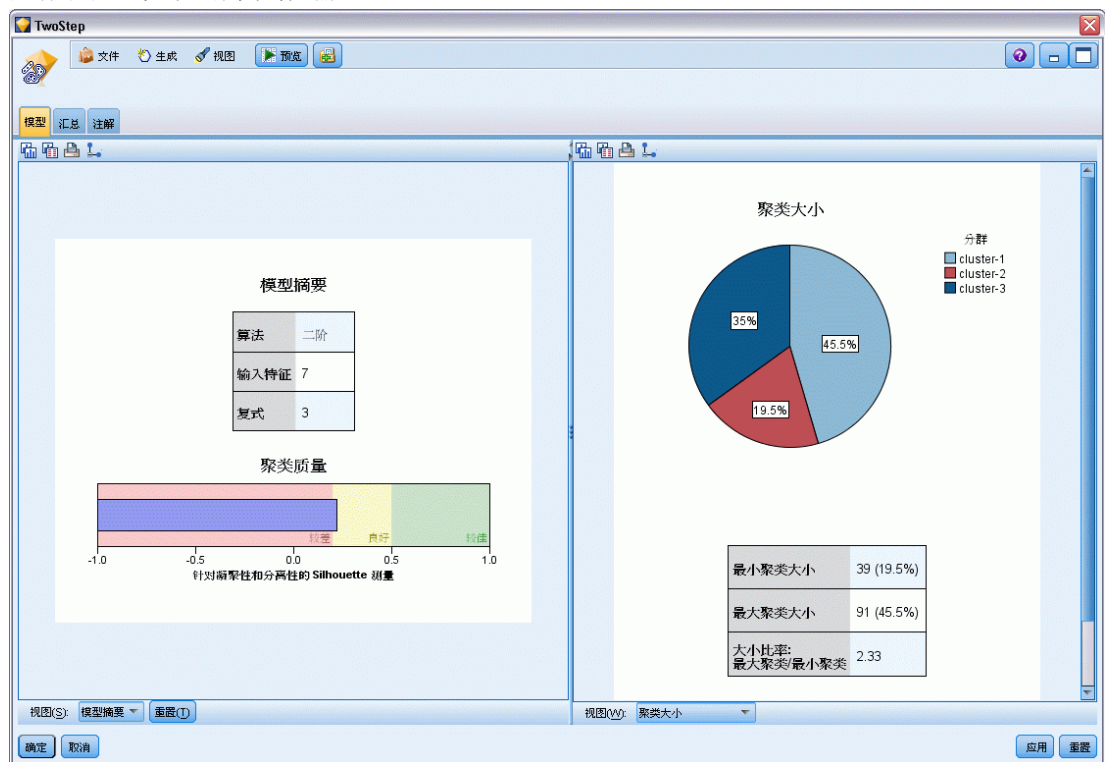 TwoStep
文件 生成 视图 预览
模型 汇总 注解
模型摘要
算法 二阶
输入特征 7
复式 3
聚类质量
较差 良好 较佳
-1.0 -0.5 0.0 0.5 1.0
针对凝聚性和分离性的 Silhouette 测量
视图(S): 模型摘要 重置(T)
聚类大小
分群
cluster-1
cluster-2
cluster-3
35%
45.5%
19.5%
最小聚类大小 39 (19.5%)
最大聚类大小 91 (45.5%)
大小比率:
最大聚类/最小聚类 2.33
视图(W): 聚类大小
确定 取消 应用 重置